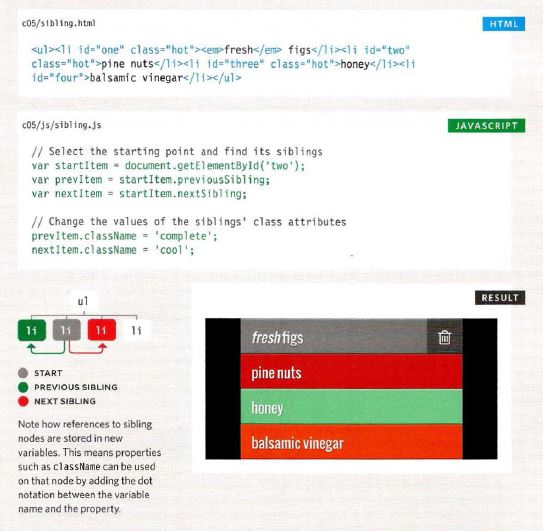 c05/sibling.html
HTML
<ul><li id="one" class="hot"><em>fresh</em> figs</li><li id="two"
class="hot">pine nuts</li><li id="three" class="hot">honey</li><li
id="four">balsamic vinegar</li></ul>
c05/js/sibling.js
JAVASCRIPT
// Select the starting point and find its siblings
var startItem = document.getElementById('two');
var prevItem = startItem.previousSibling;
var nextItem = startItem.nextSibling;
// Change the values of the siblings' class attributes
prevItem.className = 'complete';
nextItem.className = 'cool';
ul
li li li li
START
PREVIOUS SIBLING
NEXT SIBLING
Note how references to sibling
nodes are stored in new
variables. This means properties
such as className can be used
on that node by adding the dot
notation between the variable
name and the property.
RESULT
fresh figs
pine nuts
honey
balsamic vinegar